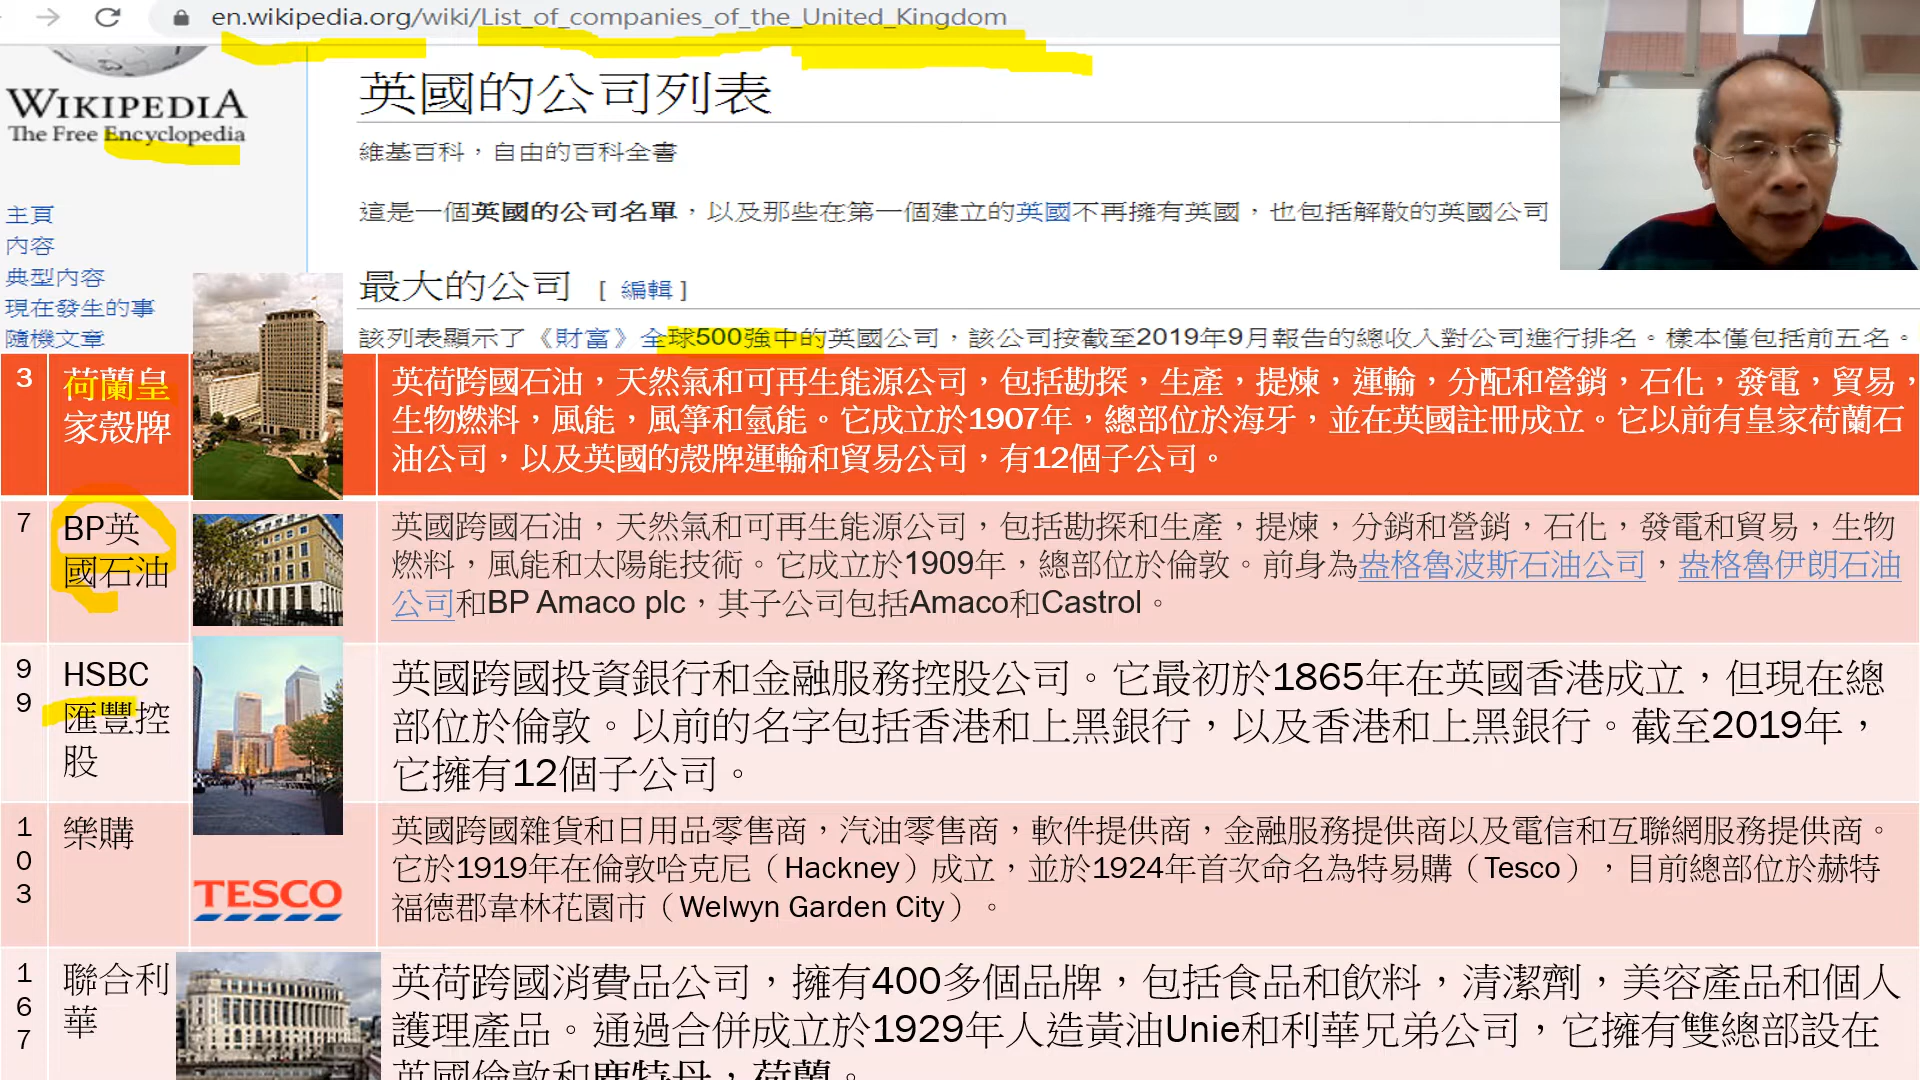 en.wikipedia.org/wiki/List_of_companies_of_the_United_Kingdom
WIKIPEDIA
The Free Encyclopedia
主頁
內容
典型內容
現在發生的事
隨機文章
英國的公司列表
維基百科，自由的百科全書
這是一個英國的公司名單，以及那些在第一個建立的英國不再擁有英國，也包括解散的英國公司
最大的公司 [ 編輯 ]
該列表顯示了《財富》全球500強中的英國公司，該公司按截至2019年9月報告的總收入對公司進行排名。樣本僅包括前五名。
3
荷蘭皇
家殼牌
英荷跨國石油，天然氣和可再生能源公司，包括勘探，生產，提煉，運輸，分配和營銷，石化，發電，貿易，
生物燃料，風能，風箏和氫能。它成立於1907年，總部位於海牙，並在英國註冊成立。它以前有皇家荷蘭石
油公司，以及英國的殼牌運輸和貿易公司，有12個子公司。
7
BP英
國石油
英國跨國石油，天然氣和可再生能源公司，包括勘探和生產，提煉，分銷和營銷，石化，發電和貿易，生物
燃料，風能和太陽能技術。它成立於1909年，總部位於倫敦。前身為盎格魯波斯石油公司，盎格魯伊朗石油
公司和BP Amaco plc，其子公司包括Amaco和Castrol。
9
9
HSBC
匯豐控
股
英國跨國投資銀行和金融服務控股公司。它最初於1865年在英國香港成立，但現在總
部位於倫敦。以前的名字包括香港和上黑銀行，以及香港和上黑銀行。截至2019年，
它擁有12個子公司。
1
0
3
樂購
TESCO
英國跨國雜貨和日用品零售商，汽油零售商，軟件提供商，金融服務提供商以及電信和互聯網服務提供商。
它於1919年在倫敦哈克尼（Hackney）成立，並於1924年首次命名為特易購（Tesco），目前總部位於赫特
福德郡韋林花園市（Welwyn Garden City）。
1
6
7
聯合利
華
英荷跨國消費品公司，擁有400多個品牌，包括食品和飲料，清潔劑，美容產品和個人
護理產品。通過合併成立於1929年人造黃油Unie和利華兄弟公司，它擁有雙總部設在
英國倫敦和鹿特丹，荷蘭。